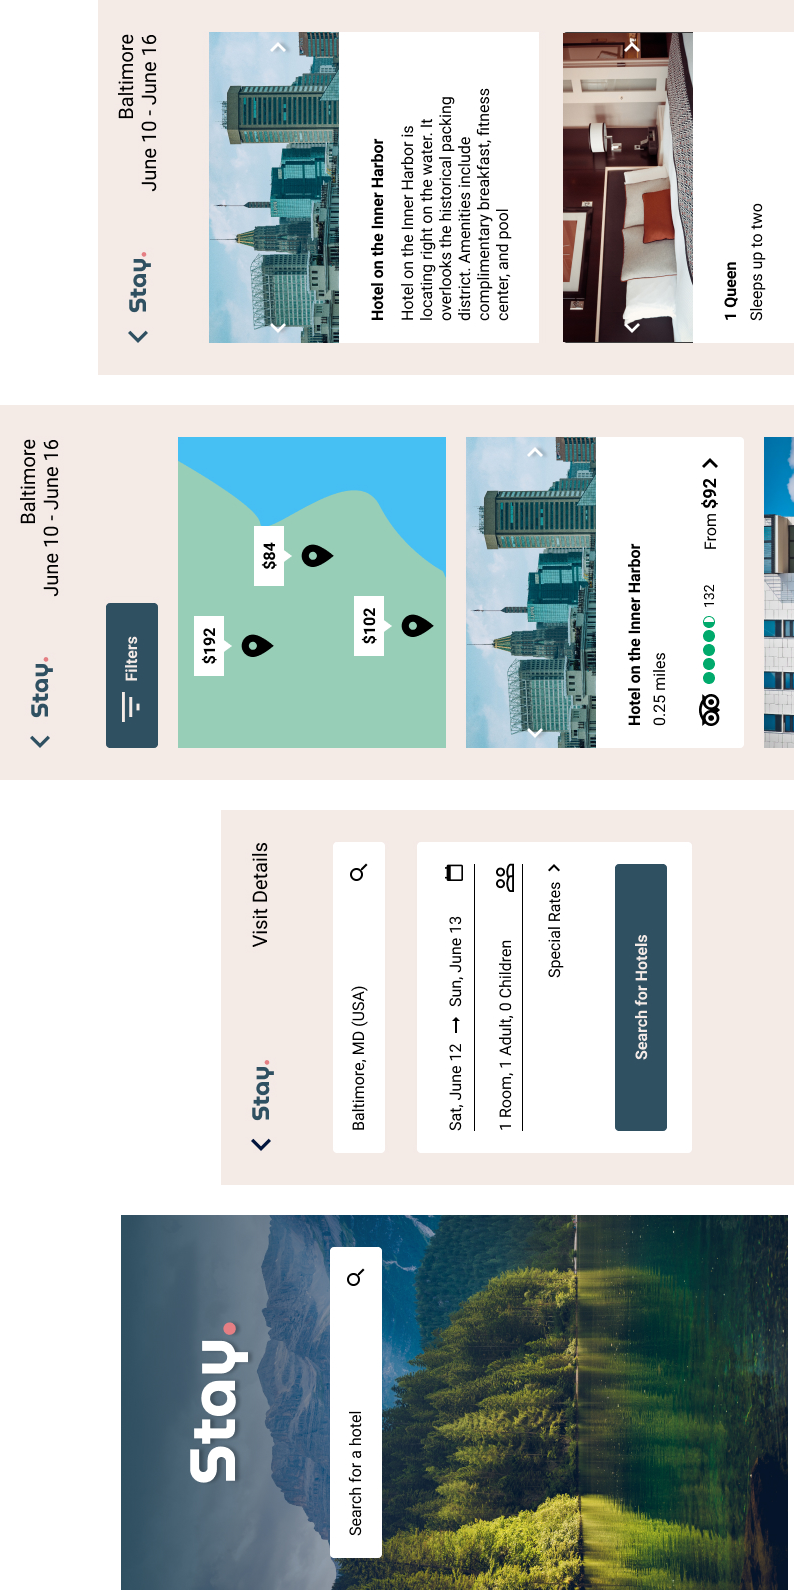 Stay.
Search for a hotel
Stay.
Visit Details
Baltimore, MD (USA)
Sat, June 12 → Sun, June 13
1 Room, 1 Adult, 0 Children
Special Rates
Search for Hotels
Stay.
Baltimore
June 10 - June 16
Filters
$192
$84
$102
Hotel on the Inner Harbor
0.25 miles
132
From $92
Stay.
Baltimore
June 10 - June 16
Hotel on the Inner Harbor
Hotel on the Inner Harbor is
locating right on the water. It
overlooks the historical packing
district. Amenities include
complimentary breakfast, fitness
center, and pool
1 Queen
Sleeps up to two